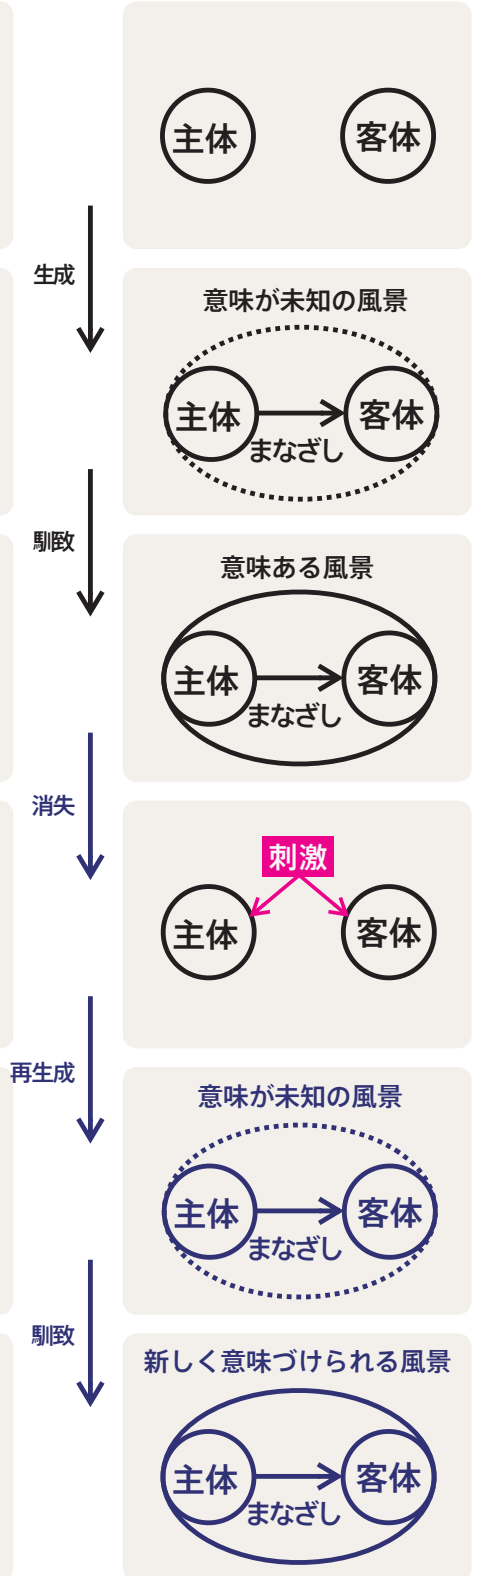 主体
客体
生成
意味が未知の風景
主体
客体
まなざし
馴致
意味ある風景
主体
客体
まなざし
消失
刺激
主体
客体
再生成
意味が未知の風景
主体
客体
まなざし
馴致
新しく意味づけられる風景
主体
客体
まなざし